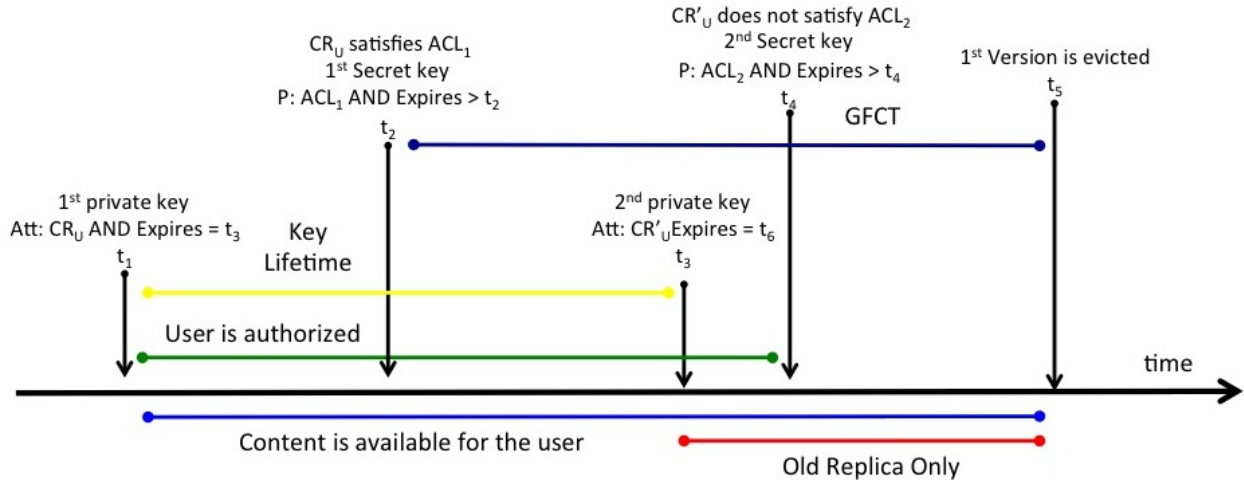 CR'U does not satisfy ACL2
2nd Secret key
P: ACL2 AND Expires > t4
t4
CRU satisfies ACL1
1st Secret key
P: ACL1 AND Expires > t2
t2
1st Version is evicted
t5
GFCT
1st private key
Att: CRU AND Expires = t3
t1
Key
Lifetime
2nd private key
Att: CR'UExpires = t6
t3
User is authorized
time
Content is available for the user
Old Replica Only